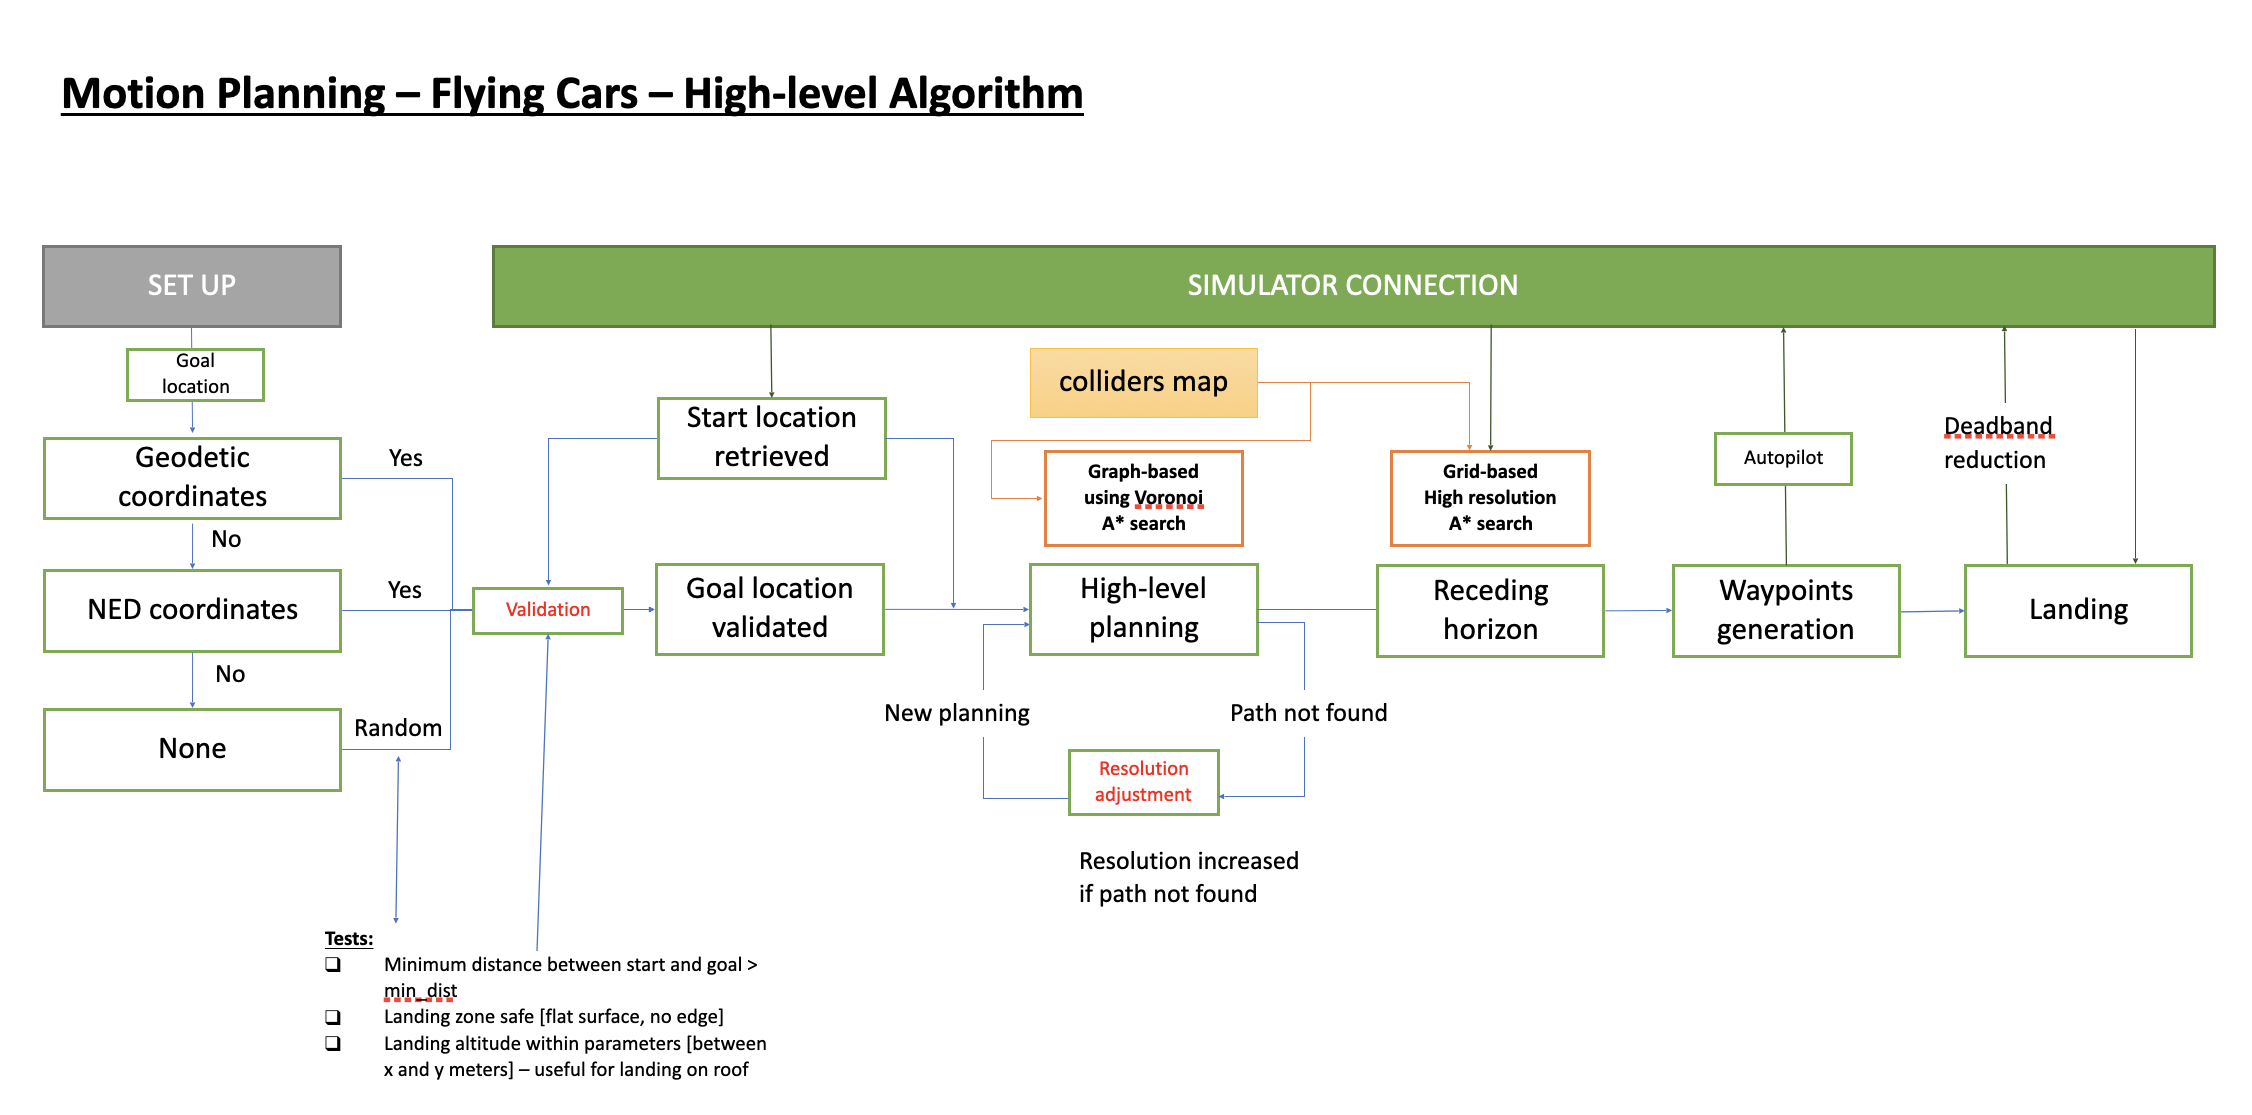 Motion Planning – Flying Cars – High-level Algorithm
SET UP
SIMULATOR CONNECTION
Goal
location
colliders map
Start location
retrieved
Geodetic
coordinates
Yes
Graph-based
using Voronoi
A* search
Grid-based
High resolution
A* search
Autopilot
Deadband
reduction
No
NED coordinates
Yes
Validation
Goal location
validated
High-level
planning
Receding
horizon
Waypoints
generation
Landing
No
None
Random
New planning
Path not found
Resolution
adjustment
Resolution increased
if path not found
Tests:
❑ Minimum distance between start and goal >
min_dist
❑ Landing zone safe [flat surface, no edge]
❑ Landing altitude within parameters [between
x and y meters] – useful for landing on roof